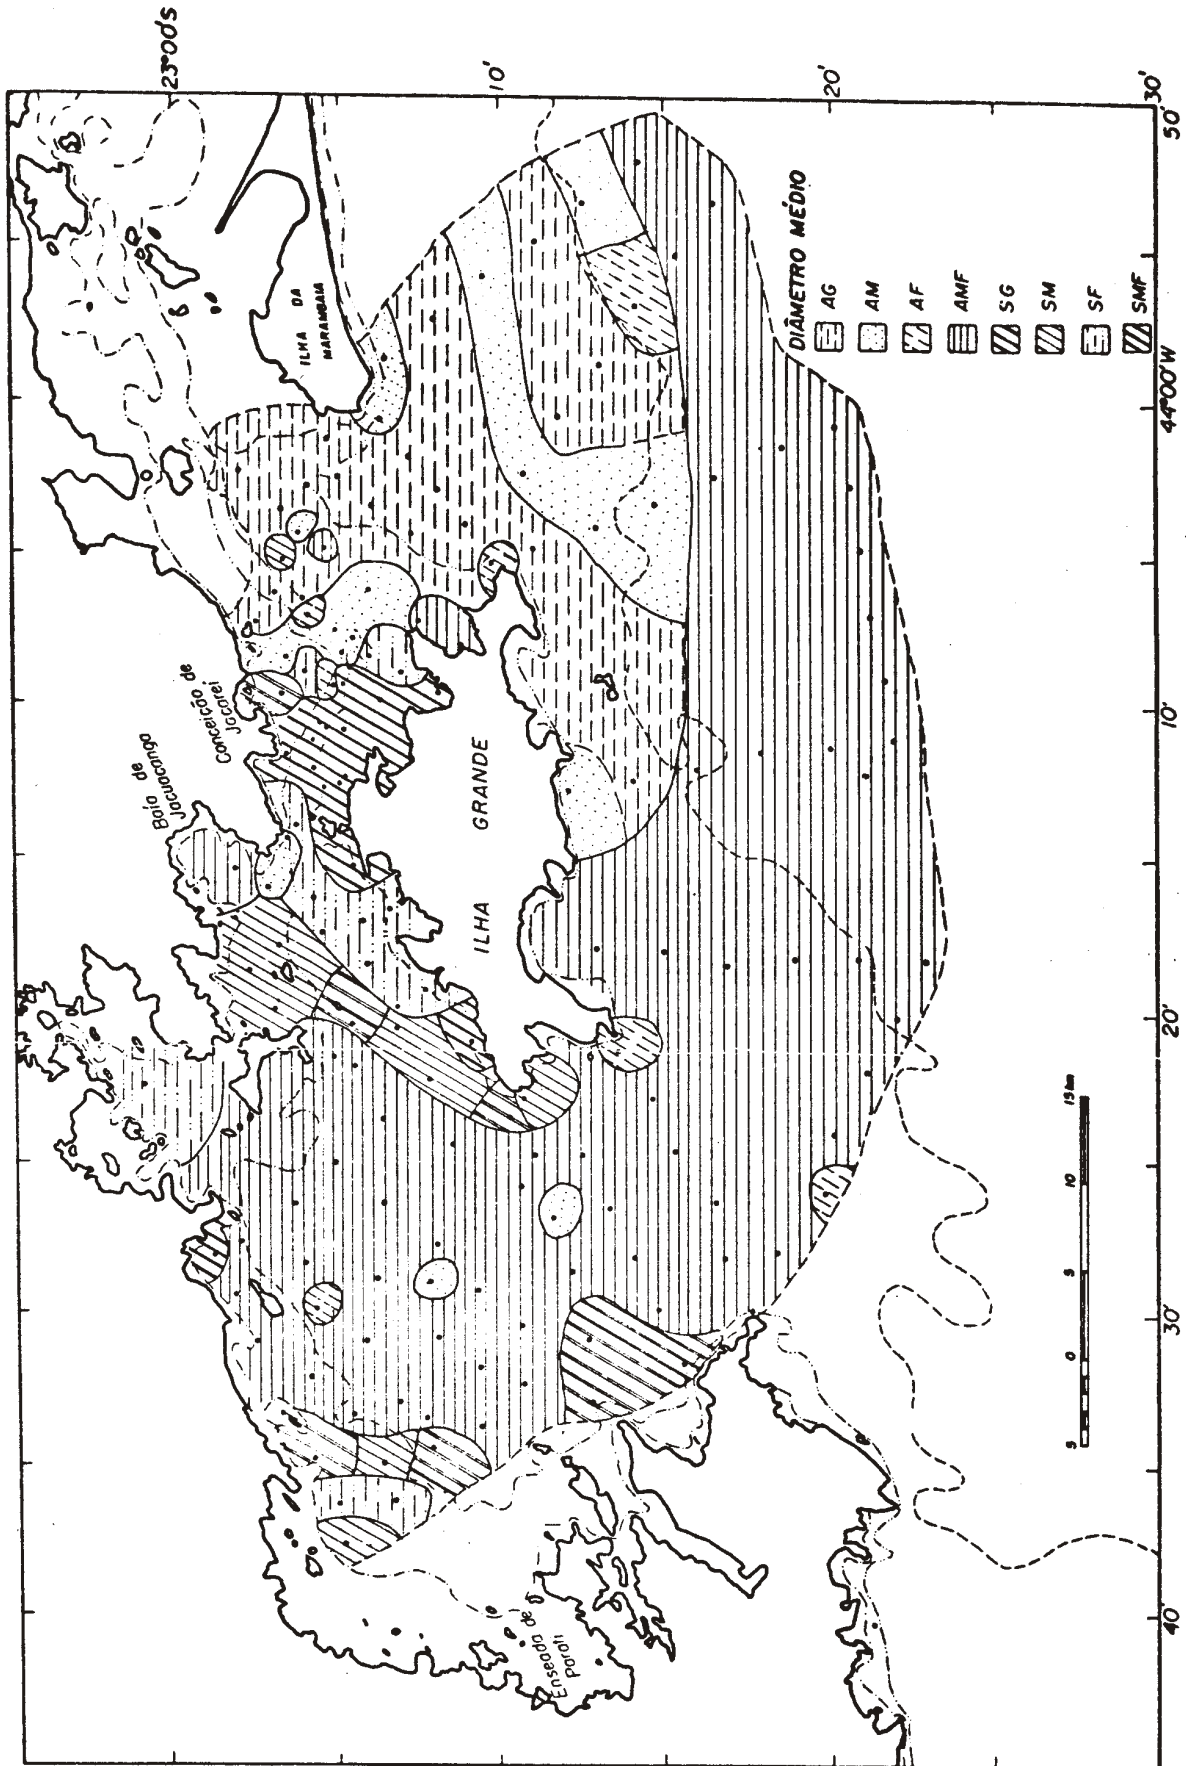 23°00'S
10'
20'
30'
50'
44°00'W
10'
20'
30'
40'
ILHA DA
MARAMBAIA
Conceição de
Jacareí
Baía de
Jacuacanga
ILHA GRANDE
Enseada de
Parati
DIÂMETRO MÉDIO
AG
AM
AF
AMF
SG
SM
SF
SMF
5 0 5 10 15 km